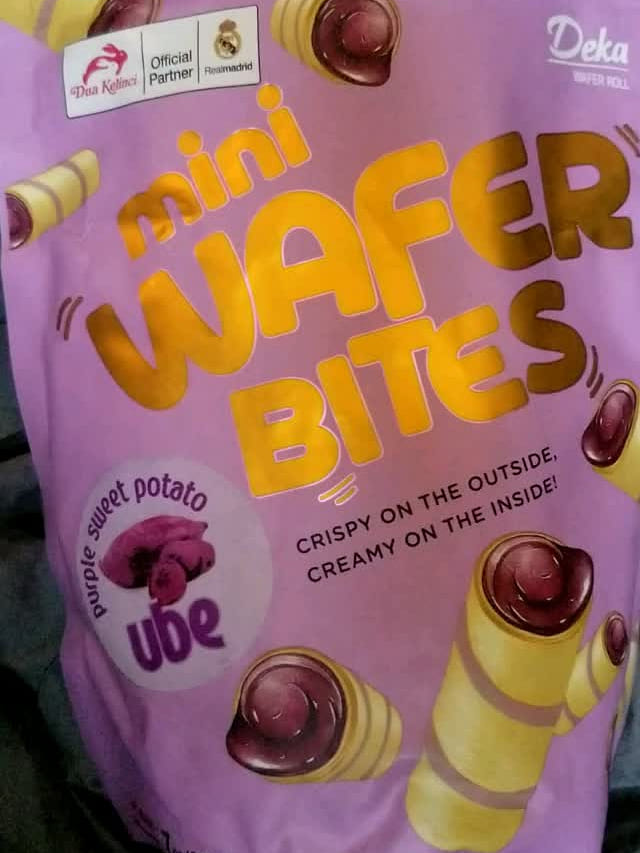 Dua Kelinci
Official
Partner
Realmadrid
Deka
WAFER ROLL
mini
WAFER
BITES
CRISPY ON THE OUTSIDE,
CREAMY ON THE INSIDE!
purple sweet potato
ube